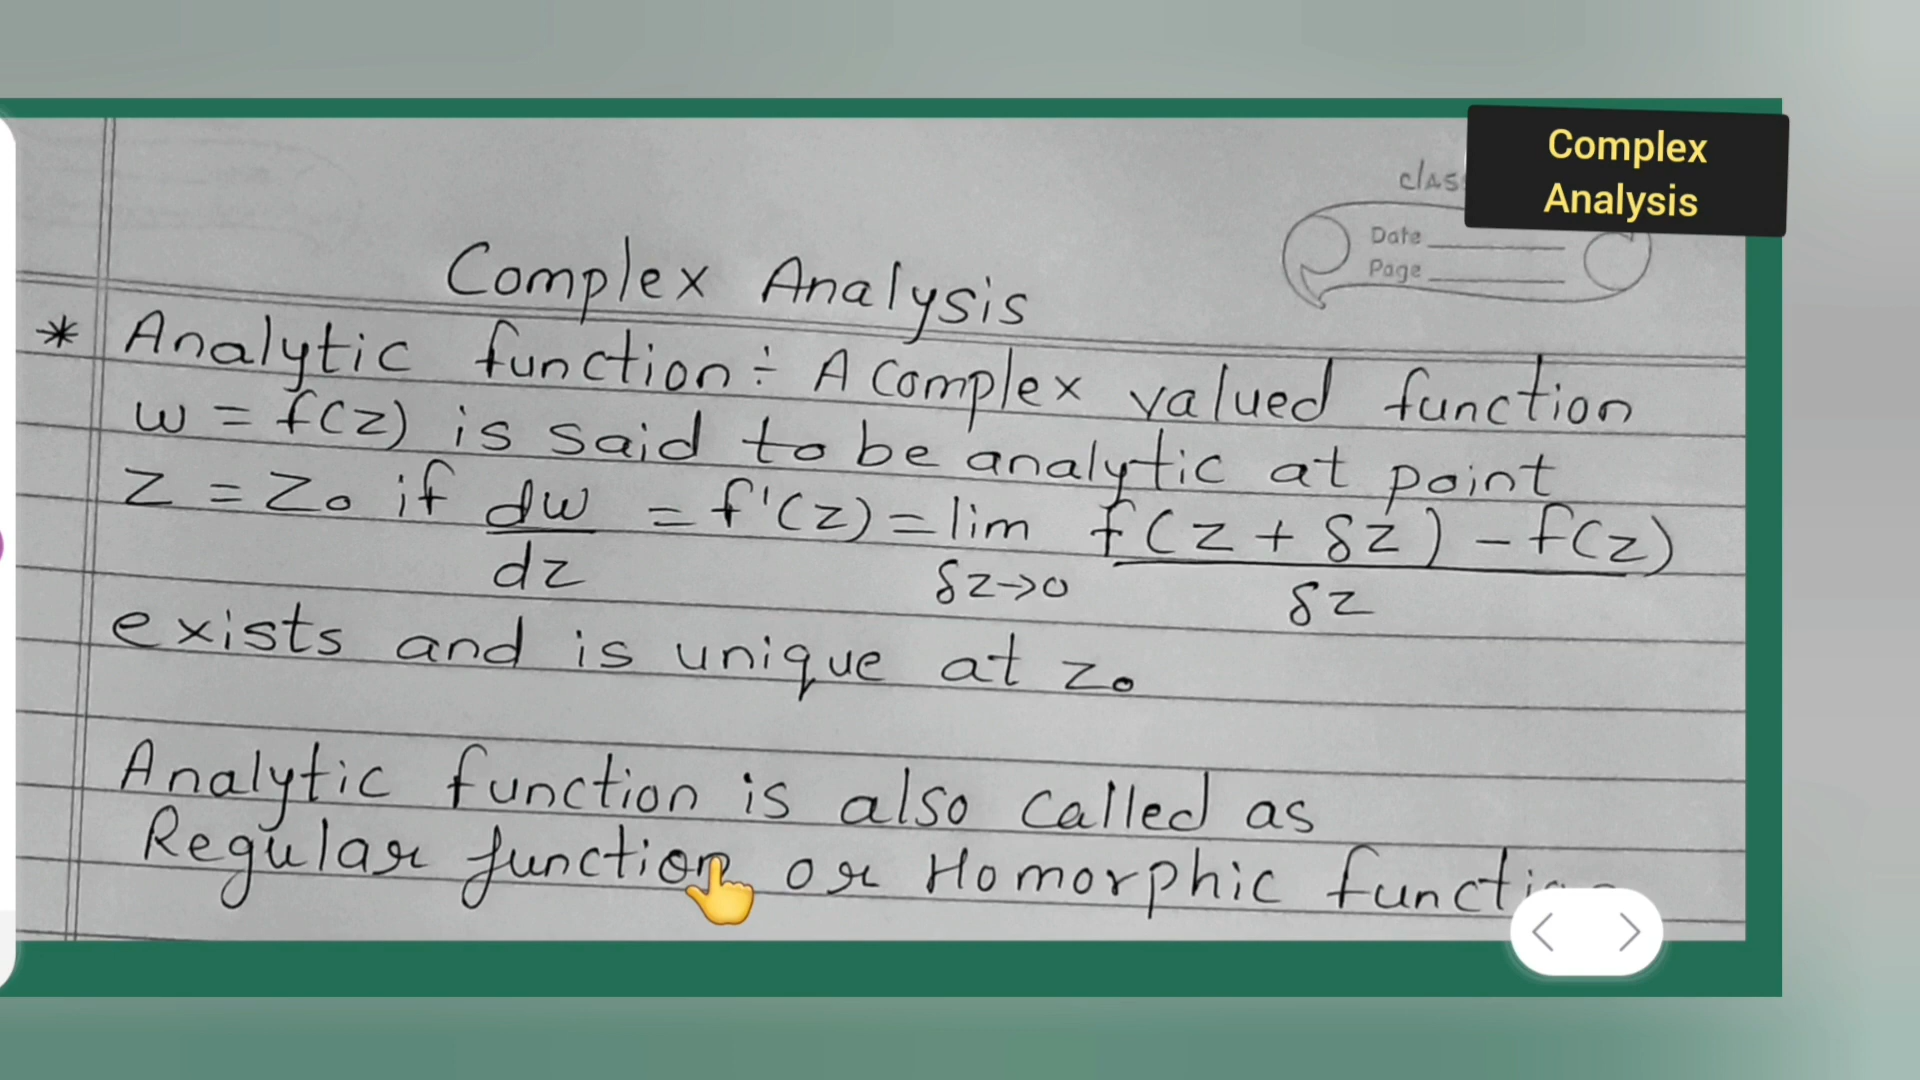 Complex
Analysis
clas
Date
Page
Complex Analysis
* Analytic function ÷ A Complex valued function
w = f(z) is said to be analytic at point
z = z₀ if dw/dz = f'(z) = lim δz→0 f(z + δz) - f(z)/δz
exists and is unique at z₀
Analytic function is also called as
Regular function or Homorphic functi